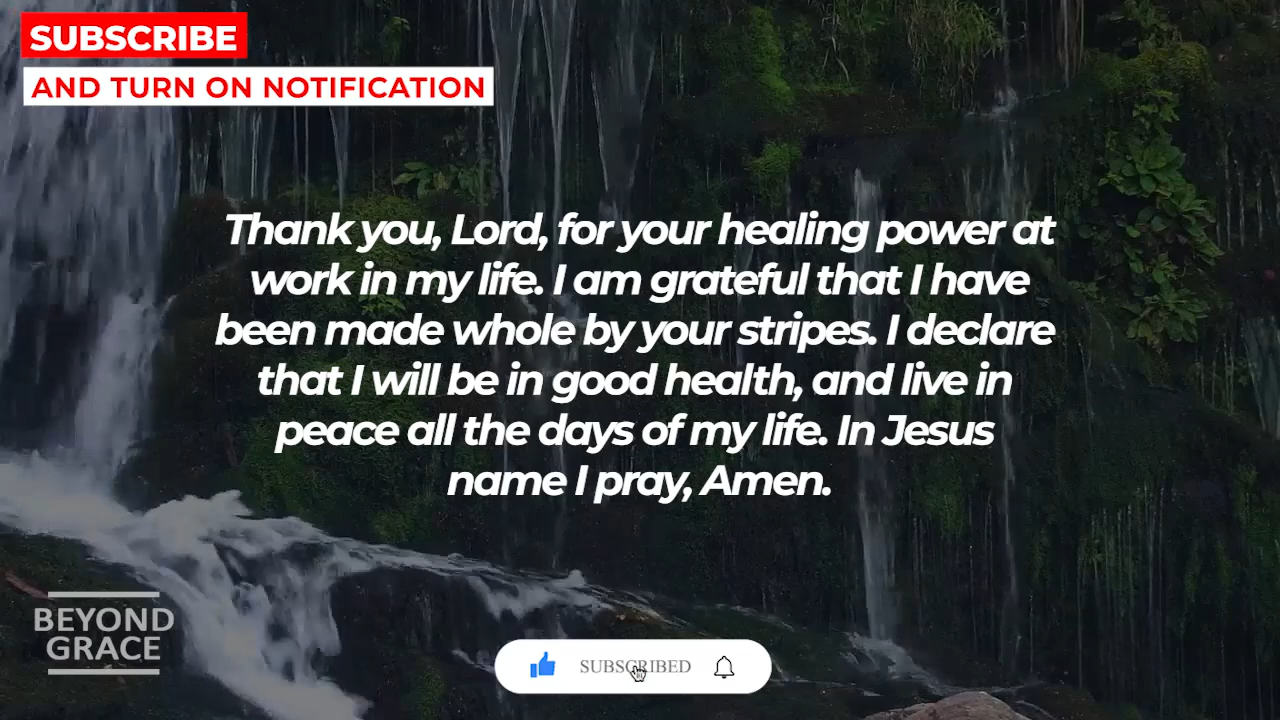 SUBSCRIBE
AND TURN ON NOTIFICATION
Thank you, Lord, for your healing power at
work in my life. I am grateful that I have
been made whole by your stripes. I declare
that I will be in good health, and live in
peace all the days of my life. In Jesus
name I pray, Amen.
BEYOND
GRACE
SUBSCRIBED